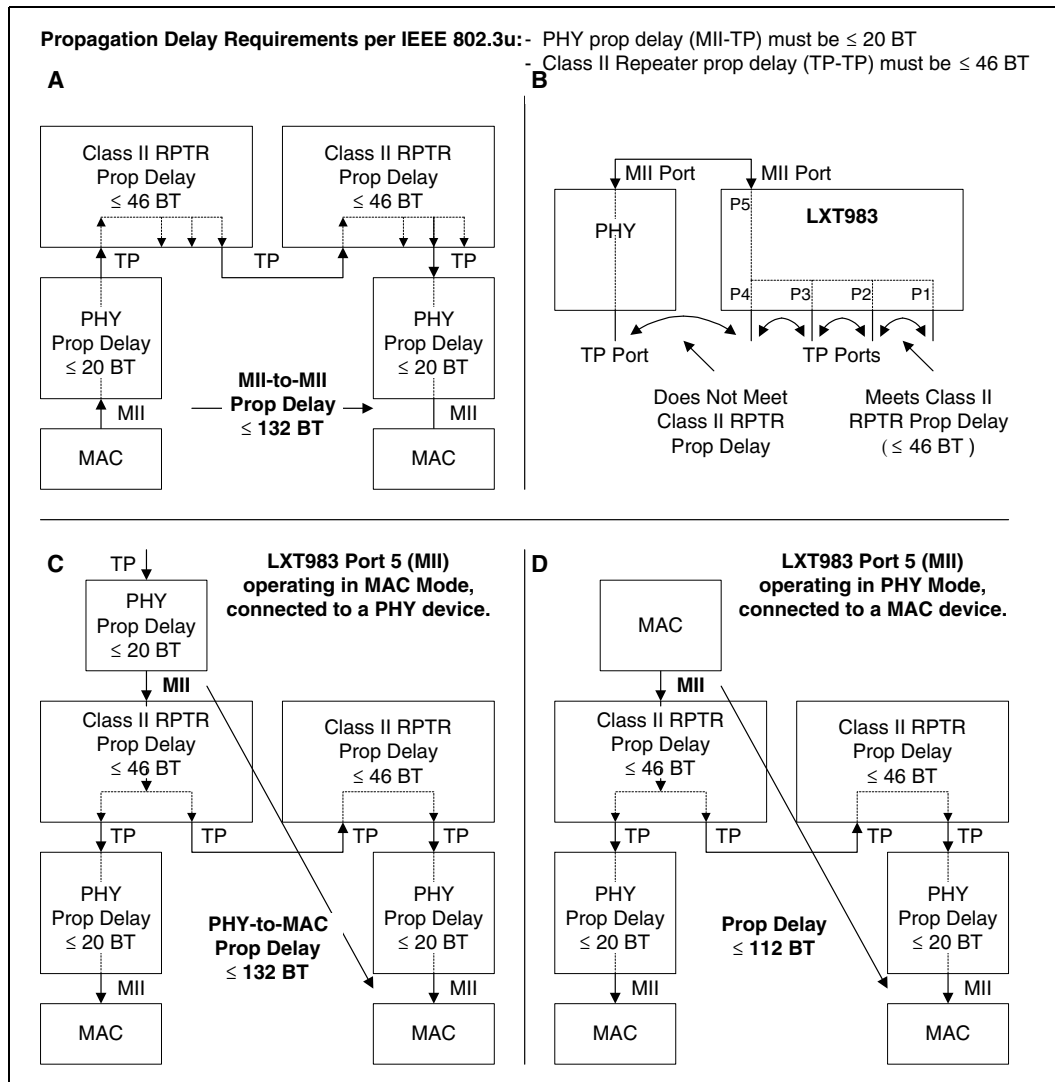 Propagation Delay Requirements per IEEE 802.3u: - PHY prop delay (MII-TP) must be ≤ 20 BT
- Class II Repeater prop delay (TP-TP) must be ≤ 46 BT
A
Class II RPTR
Prop Delay
≤ 46 BT
Class II RPTR
Prop Delay
≤ 46 BT
TP
TP
TP
PHY
Prop Delay
≤ 20 BT
PHY
Prop Delay
≤ 20 BT
MII-to-MII
Prop Delay
≤ 132 BT
MII
MII
MAC
MAC
B
MII Port
MII Port
PHY
P5
LXT983
P4
P3
P2
P1
TP Port
TP Ports
Does Not Meet
Class II RPTR
Prop Delay
Meets Class II
RPTR Prop Delay
( ≤ 46 BT )
C
TP
LXT983 Port 5 (MII)
operating in MAC Mode,
connected to a PHY device.
PHY
Prop Delay
≤ 20 BT
MII
Class II RPTR
Prop Delay
≤ 46 BT
Class II RPTR
Prop Delay
≤ 46 BT
TP
TP
TP
TP
PHY
Prop Delay
≤ 20 BT
PHY
Prop Delay
≤ 20 BT
PHY-to-MAC
Prop Delay
≤ 132 BT
MII
MII
MAC
MAC
D
LXT983 Port 5 (MII)
operating in PHY Mode,
connected to a MAC device.
MAC
MII
Class II RPTR
Prop Delay
≤ 46 BT
Class II RPTR
Prop Delay
≤ 46 BT
TP
TP
TP
TP
PHY
Prop Delay
≤ 20 BT
PHY
Prop Delay
≤ 20 BT
Prop Delay
≤ 112 BT
MII
MII
MAC
MAC